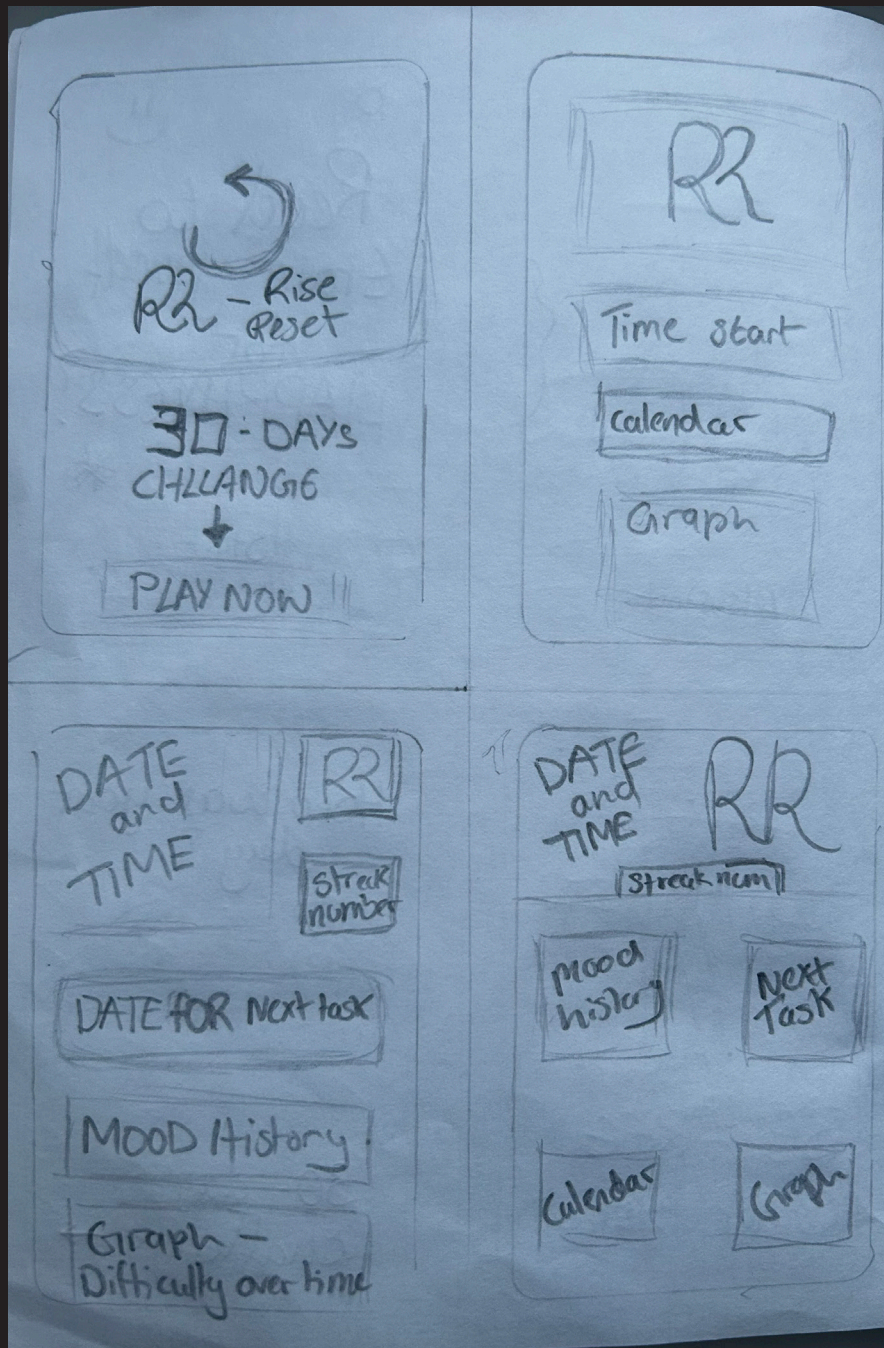 RR - Rise
Reset
30 - DAYS
CHLLANGE
PLAY NOW
RR
Time start
Calendar
Graph
DATE
and
TIME
RR
Streak
number
DATE FOR Next task
MOOD History
Graph -
Difficulty over time
DATE
and
TIME
RR
Streak num
Mood
history
Next
Task
Calendar
Graph